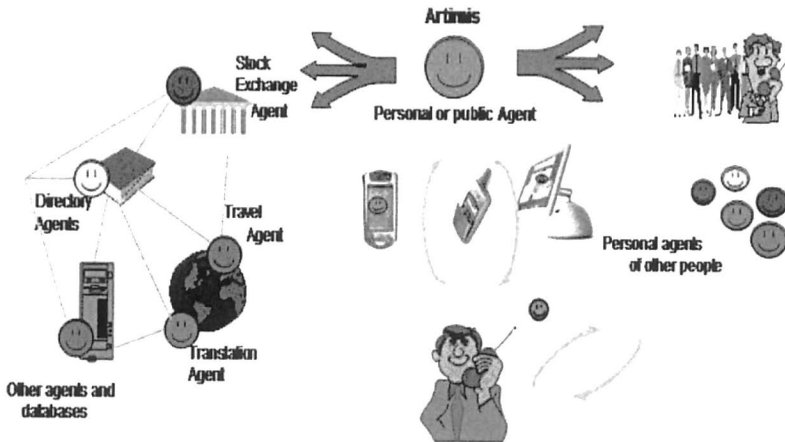 Artimis
Stock
Exchange
Agent
Personal or public Agent
Directory
Agents
Travel
Agent
Personal agents
of other people
Translation
Agent
Other agents and
databases